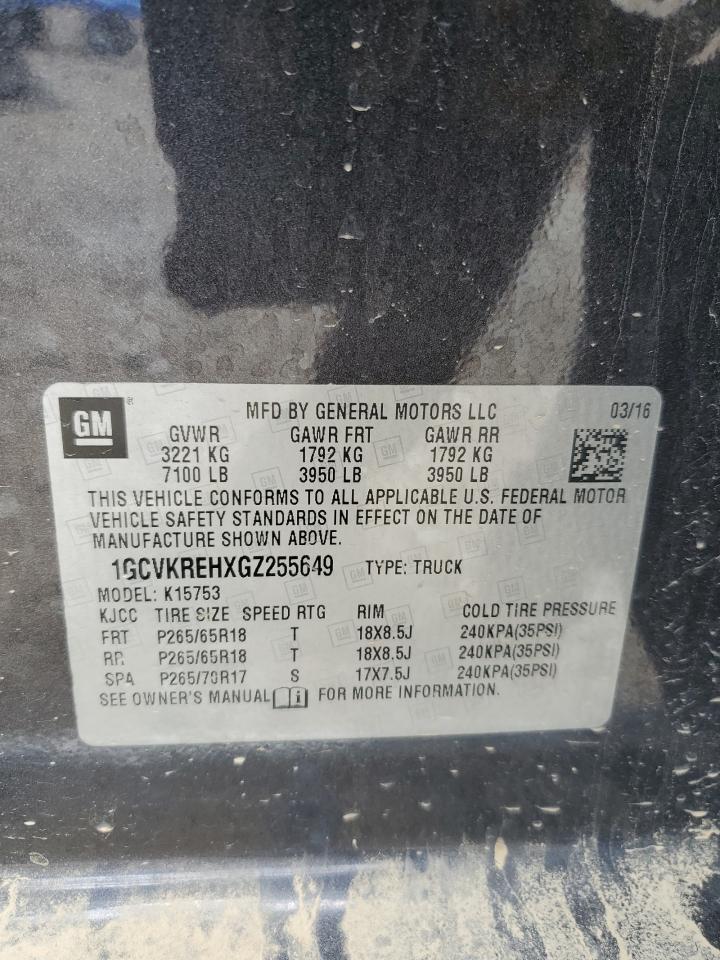 GM
MFD BY GENERAL MOTORS LLC 03/16
GVWR GAWR FRT GAWR RR
3221 KG 1792 KG 1792 KG
7100 LB 3950 LB 3950 LB
THIS VEHICLE CONFORMS TO ALL APPLICABLE U.S. FEDERAL MOTOR
VEHICLE SAFETY STANDARDS IN EFFECT ON THE DATE OF
MANUFACTURE SHOWN ABOVE.
1GCVKREHXGZ255649 TYPE: TRUCK
MODEL: K15753
KJCC TIRE SIZE SPEED RTG RIM COLD TIRE PRESSURE
FRT P265/65R18 T 18X8.5J 240KPA(35PSI)
RR P265/65R18 T 18X8.5J 240KPA(35PSI)
SPA P265/70R17 S 17X7.5J 240KPA(35PSI)
SEE OWNER'S MANUAL FOR MORE INFORMATION.